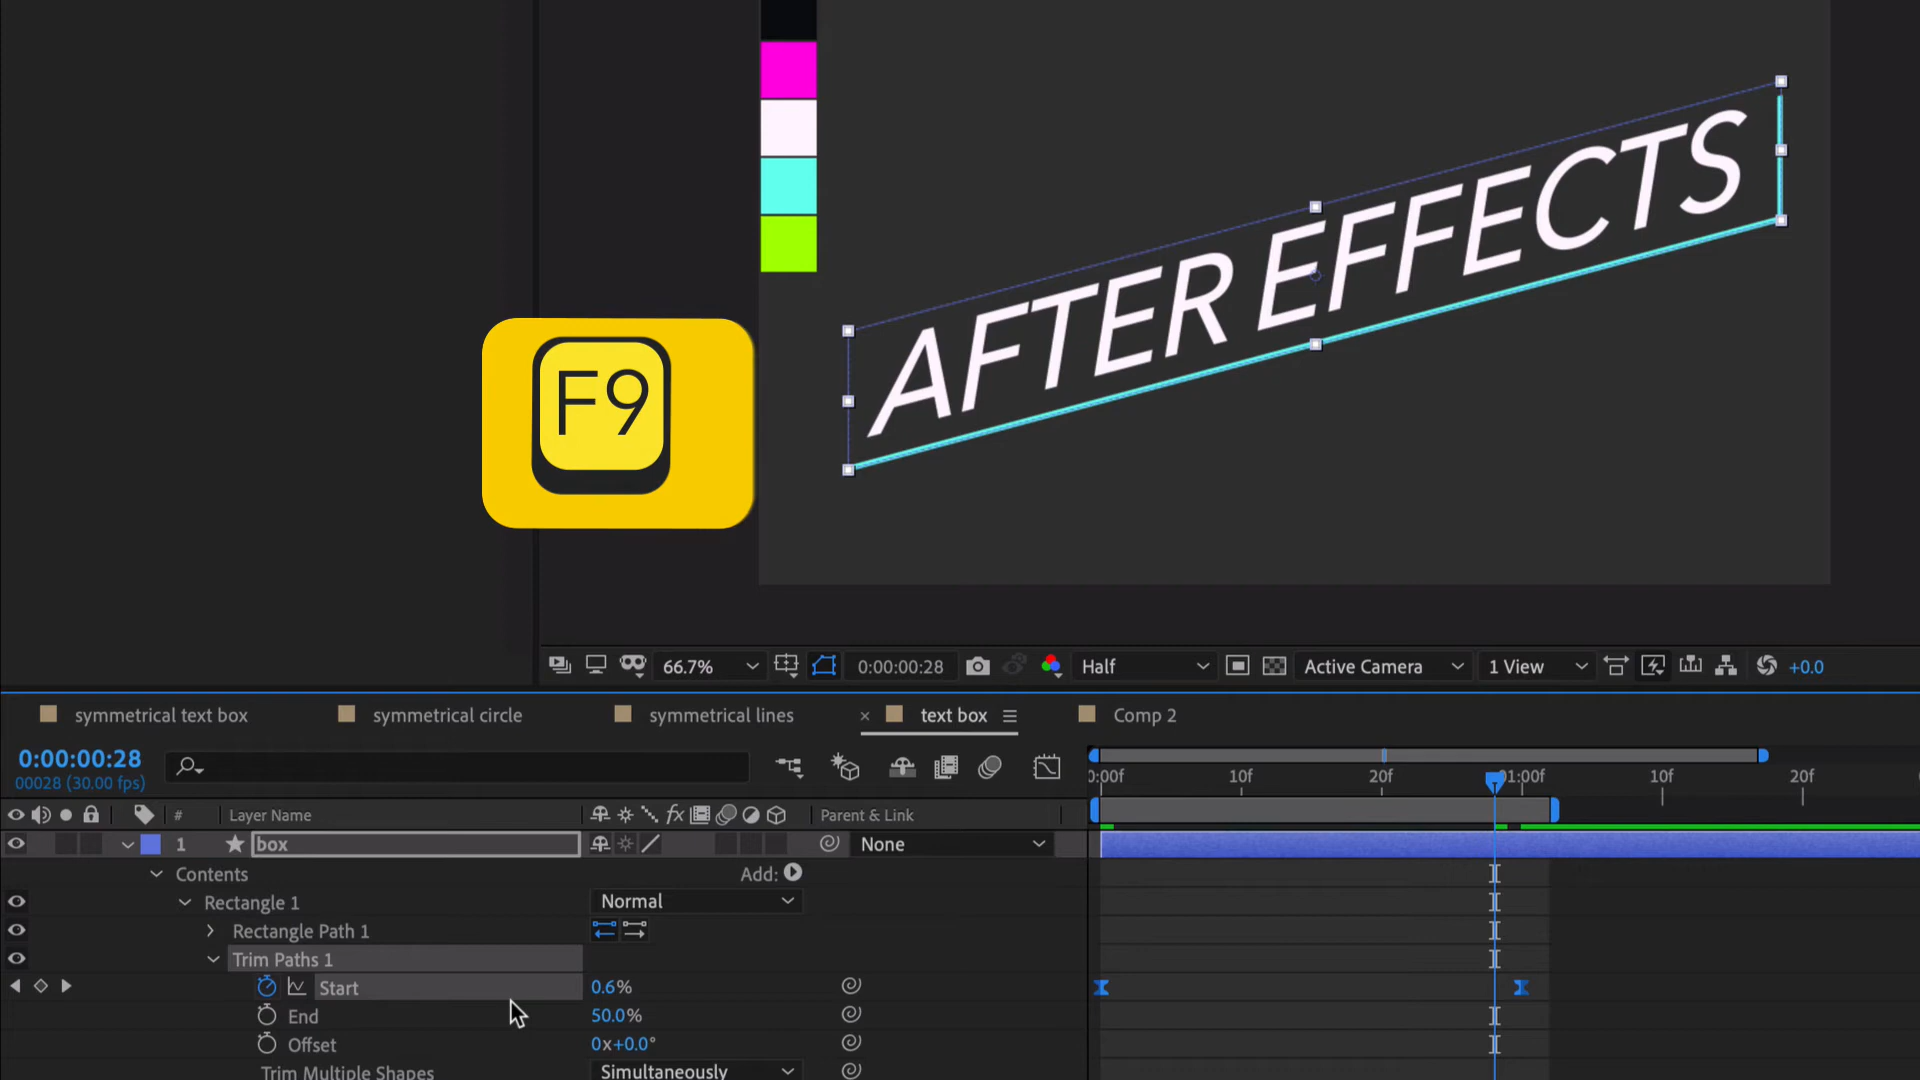 AFTER EFFECTS
F9
66.7%
0:00:00:28
Half
Active Camera
1 View
+0.0
symmetrical text box
symmetrical circle
symmetrical lines
× text box
Comp 2
0:00:00:28
00028 (30.00 fps)
0:00f 10f 20f 01:00f 10f 20f
# Layer Name
fx
Parent & Link
1 box
None
Contents
Add:
Rectangle 1
Normal
Rectangle Path 1
Trim Paths 1
Start 0.6%
End 50.0%
Offset 0x+0.0°
Trim Multiple Shapes Simultaneously